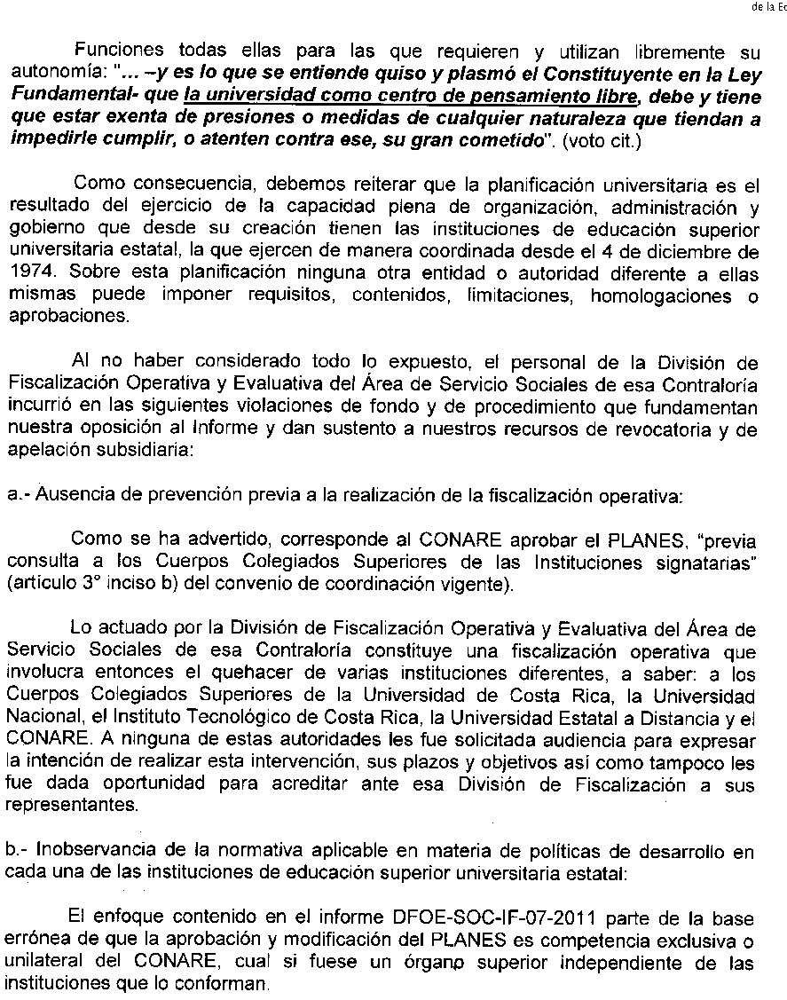 de la Ed
Funciones todas ellas para las que requieren y utilizan libremente su
autonomía: "... –y es lo que se entiende quiso y plasmó el Constituyente en la Ley
Fundamental- que la universidad como centro de pensamiento libre, debe y tiene
que estar exenta de presiones o medidas de cualquier naturaleza que tiendan a
impedirle cumplir, o atenten contra ese, su gran cometido". (voto cit.)
Como consecuencia, debemos reiterar que la planificación universitaria es el
resultado del ejercicio de la capacidad plena de organización, administración y
gobierno que desde su creación tienen las instituciones de educación superior
universitaria estatal, la que ejercen de manera coordinada desde el 4 de diciembre de
1974. Sobre esta planificación ninguna otra entidad o autoridad diferente a ellas
mismas puede imponer requisitos, contenidos, limitaciones, homologaciones o
aprobaciones.
Al no haber considerado todo lo expuesto, el personal de la División de
Fiscalización Operativa y Evaluativa del Área de Servicio Sociales de esa Contraloría
incurrió en las siguientes violaciones de fondo y de procedimiento que fundamentan
nuestra oposición al Informe y dan sustento a nuestros recursos de revocatoria y de
apelación subsidiaria:
a.- Ausencia de prevención previa a la realización de la fiscalización operativa:
Como se ha advertido, corresponde al CONARE aprobar el PLANES, “previa
consulta a los Cuerpos Colegiados Superiores de las Instituciones signatarias”
(artículo 3° inciso b) del convenio de coordinación vigente).
Lo actuado por la División de Fiscalización Operativa y Evaluativa del Área de
Servicio Sociales de esa Contraloría constituye una fiscalización operativa que
involucra entonces el quehacer de varias instituciones diferentes, a saber: a los
Cuerpos Colegiados Superiores de la Universidad de Costa Rica, la Universidad
Nacional, el Instituto Tecnológico de Costa Rica, la Universidad Estatal a Distancia y el
CONARE. A ninguna de estas autoridades les fue solicitada audiencia para expresar
la intención de realizar esta intervención, sus plazos y objetivos así como tampoco les
fue dada oportunidad para acreditar ante esa División de Fiscalización a sus
representantes.
b.- Inobservancia de la normativa aplicable en materia de políticas de desarrollo en
cada una de las instituciones de educación superior universitaria estatal:
El enfoque contenido en el informe DFOE-SOC-IF-07-2011 parte de la base
errónea de que la aprobación y modificación del PLANES es competencia exclusiva o
unilateral del CONARE, cual si fuese un órgano superior independiente de las
instituciones que lo conforman.